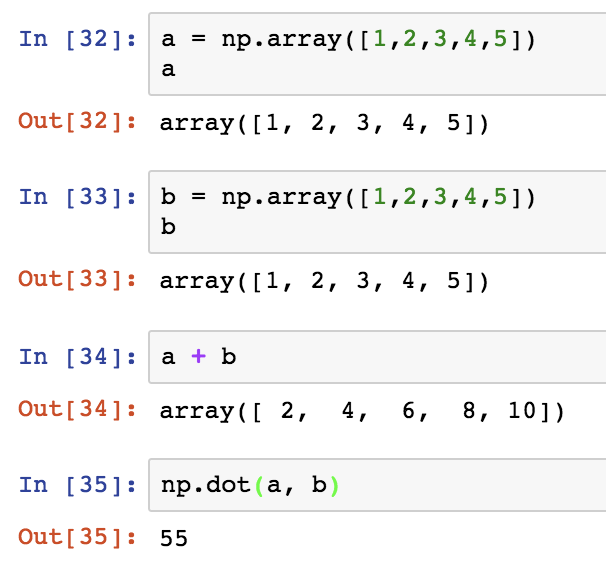 In [32]: a = np.array([1,2,3,4,5])
a
Out[32]: array([1, 2, 3, 4, 5])
In [33]: b = np.array([1,2,3,4,5])
b
Out[33]: array([1, 2, 3, 4, 5])
In [34]: a + b
Out[34]: array([ 2,  4,  6,  8, 10])
In [35]: np.dot(a, b)
Out[35]: 55